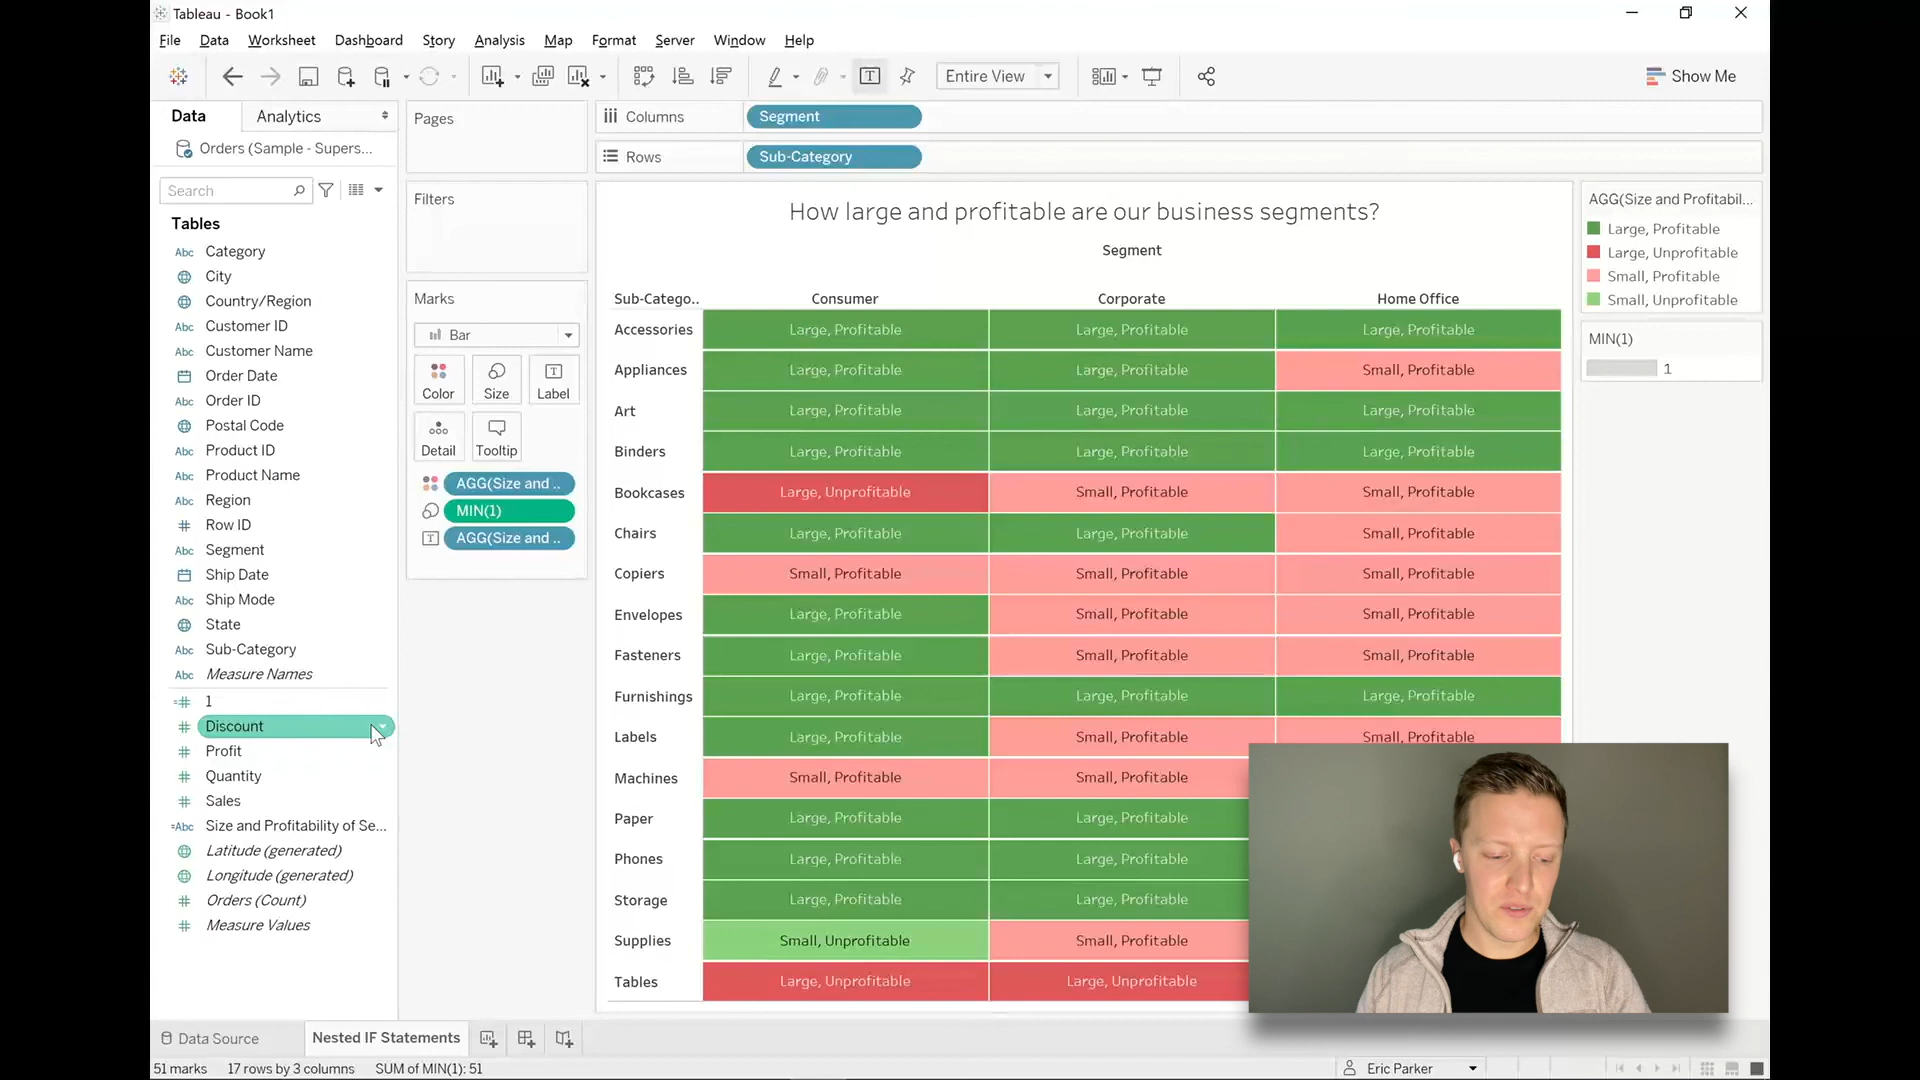 Tableau - Book1
File Data Worksheet Dashboard Story Analysis Map Format Server Window Help
Entire View
Show Me
Data
Analytics
Orders (Sample - Supers...
Search
Tables
Abc Category
City
Country/Region
Abc Customer ID
Abc Customer Name
Order Date
Abc Order ID
Postal Code
Abc Product ID
Abc Product Name
Abc Region
# Row ID
Abc Segment
Ship Date
Abc Ship Mode
State
Abc Sub-Category
Abc Measure Names
=# 1
# Discount
# Profit
# Quantity
# Sales
=Abc Size and Profitability of Se...
Latitude (generated)
Longitude (generated)
# Orders (Count)
# Measure Values
Pages
Filters
Marks
Bar
Color Size Label
Detail Tooltip
AGG(Size and ..
MIN(1)
AGG(Size and ..
Columns Segment
Rows Sub-Category
How large and profitable are our business segments?
Segment
Sub-Catego.. Consumer Corporate Home Office
Accessories Large, Profitable Large, Profitable Large, Profitable
Appliances Large, Profitable Large, Profitable Small, Profitable
Art Large, Profitable Large, Profitable Large, Profitable
Binders Large, Profitable Large, Profitable Large, Profitable
Bookcases Large, Unprofitable Small, Profitable Small, Profitable
Chairs Large, Profitable Large, Profitable Small, Profitable
Copiers Small, Profitable Small, Profitable Small, Profitable
Envelopes Large, Profitable Small, Profitable Small, Profitable
Fasteners Large, Profitable Small, Profitable Small, Profitable
Furnishings Large, Profitable Large, Profitable Large, Profitable
Labels Large, Profitable Small, Profitable Small, Profitable
Machines Small, Profitable Small, Profitable
Paper Large, Profitable Large, Profitable
Phones Large, Profitable Large, Profitable
Storage Large, Profitable Large, Profitable
Supplies Small, Unprofitable Small, Profitable
Tables Large, Unprofitable Large, Unprofitable
AGG(Size and Profitabil...
Large, Profitable
Large, Unprofitable
Small, Profitable
Small, Unprofitable
MIN(1)
1
Data Source
Nested IF Statements
51 marks 17 rows by 3 columns SUM of MIN(1): 51
Eric Parker